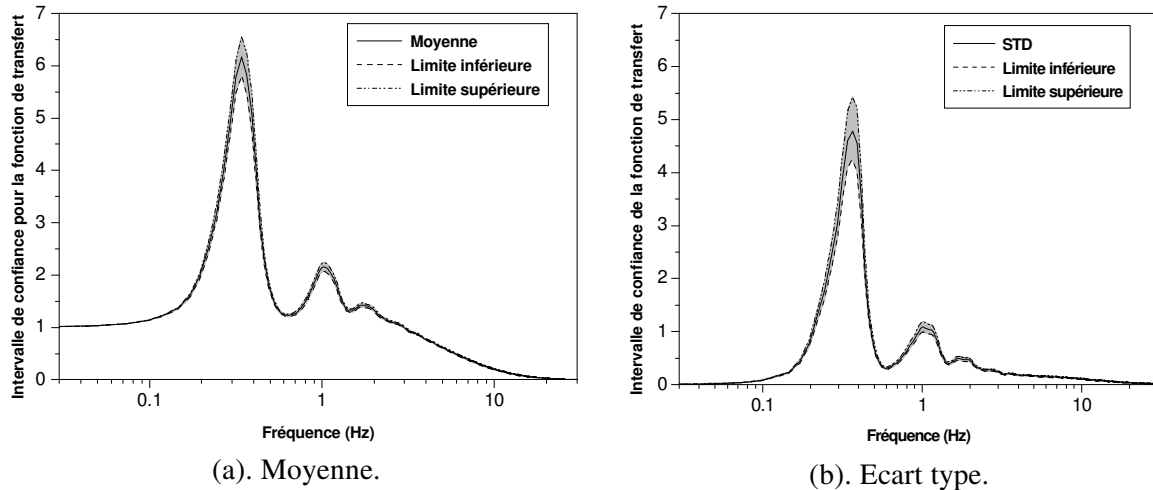 Intervalle de confiance pour la fonction de transfert
7
6
5
4
3
2
1
0
Moyenne
Limite inférieure
Limite supérieure
0.1
1
10
Fréquence (Hz)
(a). Moyenne.
Intervalle de confiance de la fonction de transfert
7
6
5
4
3
2
1
0
STD
Limite inférieure
Limite supérieure
0.1
1
10
Fréquence (Hz)
(b). Ecart type.